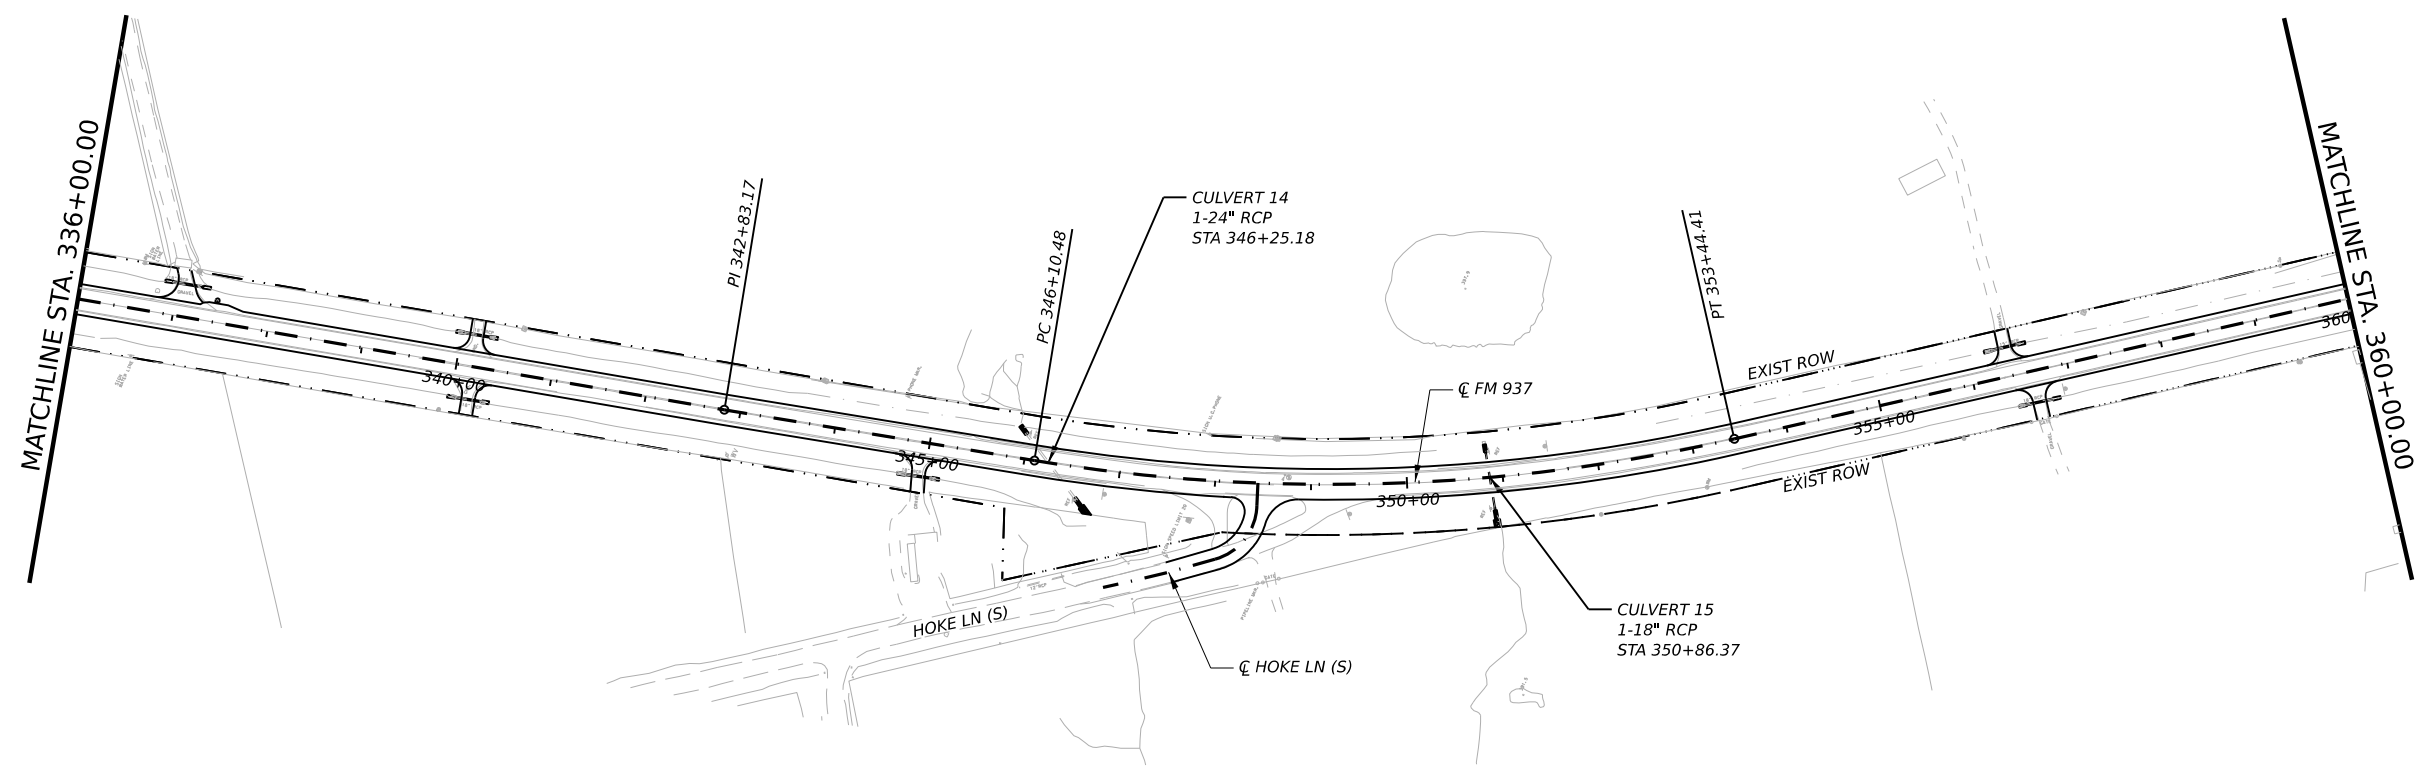 MATCHLINE STA. 336+00.00
340+00
PI 342+83.17
345+00
PC 346+10.48
CULVERT 14
1-24" RCP
STA 346+25.18
℄ FM 937
350+00
PT 353+44.41
EXIST ROW
EXIST ROW
355+00
360
MATCHLINE STA. 360+00.00
HOKE LN (S)
℄ HOKE LN (S)
CULVERT 15
1-18" RCP
STA 350+86.37